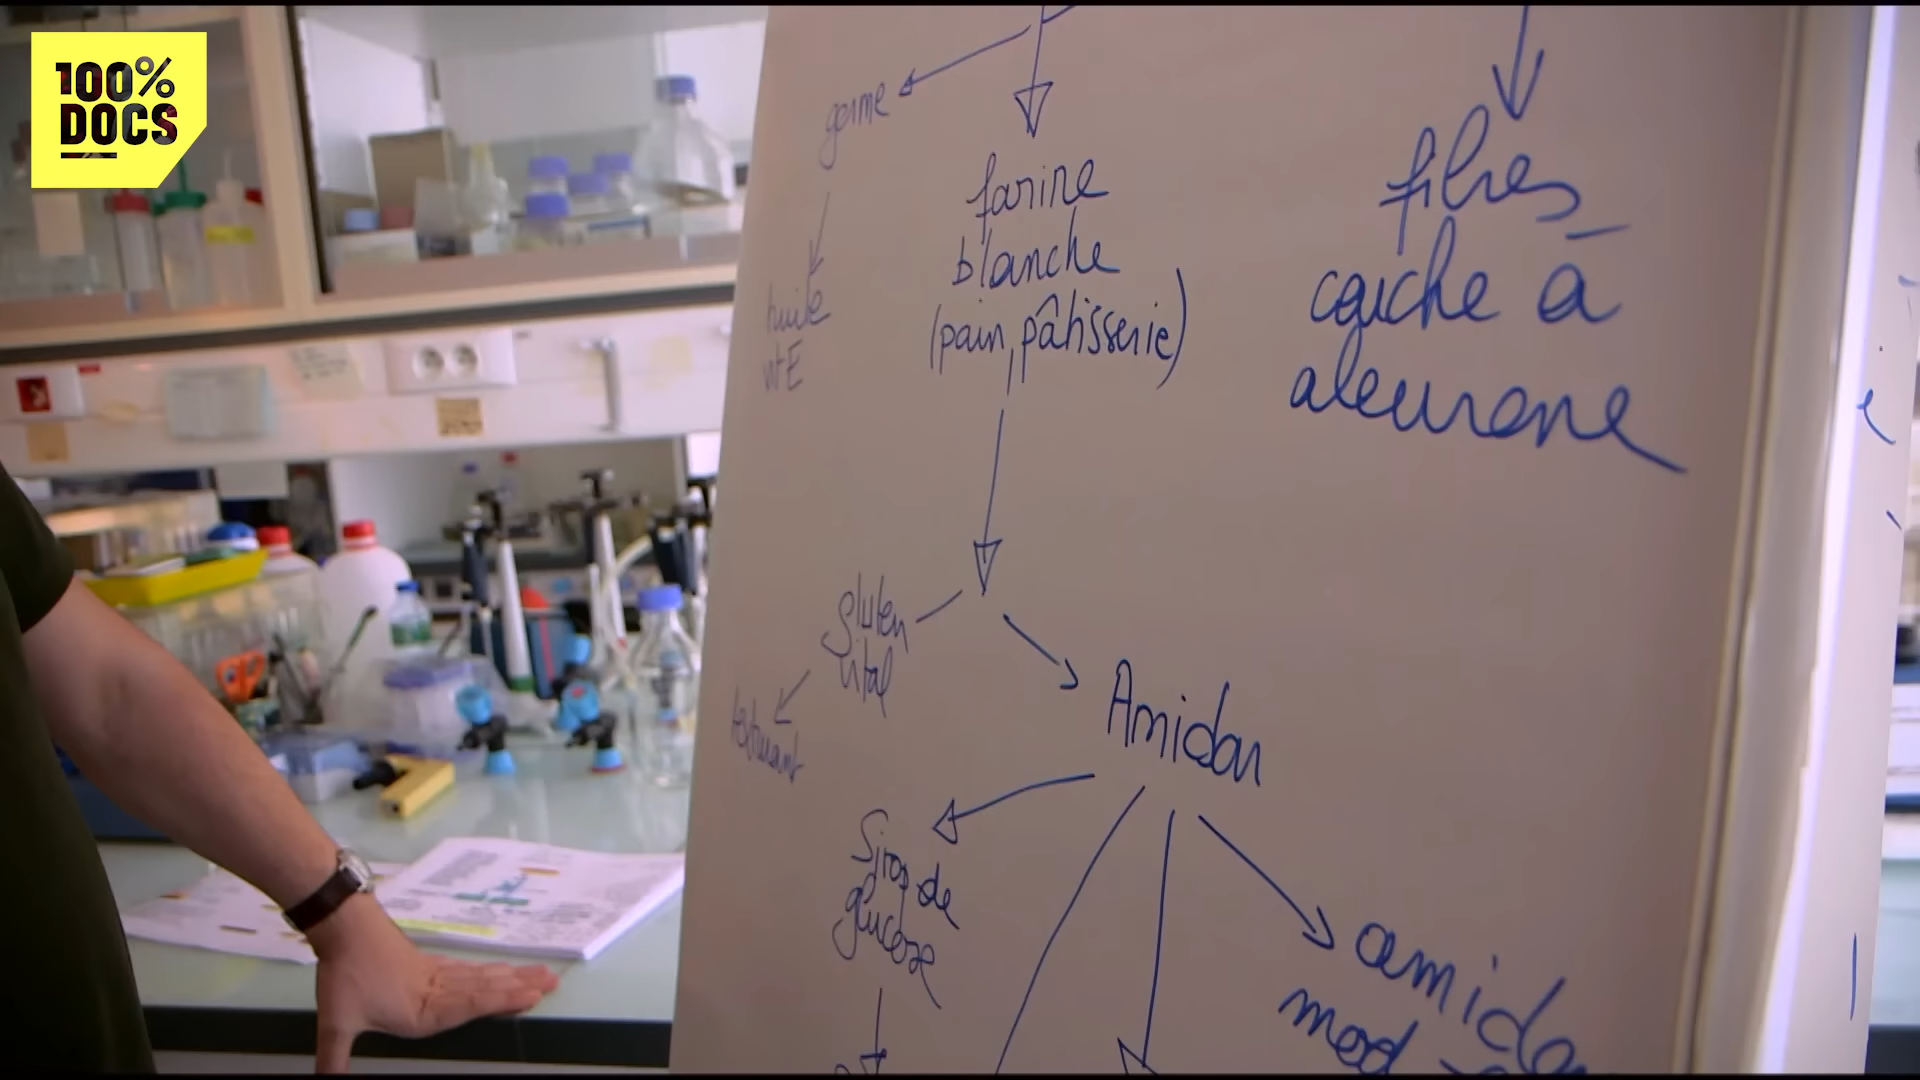 100%
DOCS
germe
farine
blanche
(pain, pâtisserie)
huile
vit E
fibres
couche à
aleurone
gluten
vital
texturant
Amidon
Sirop de
glucose
amidon
mod